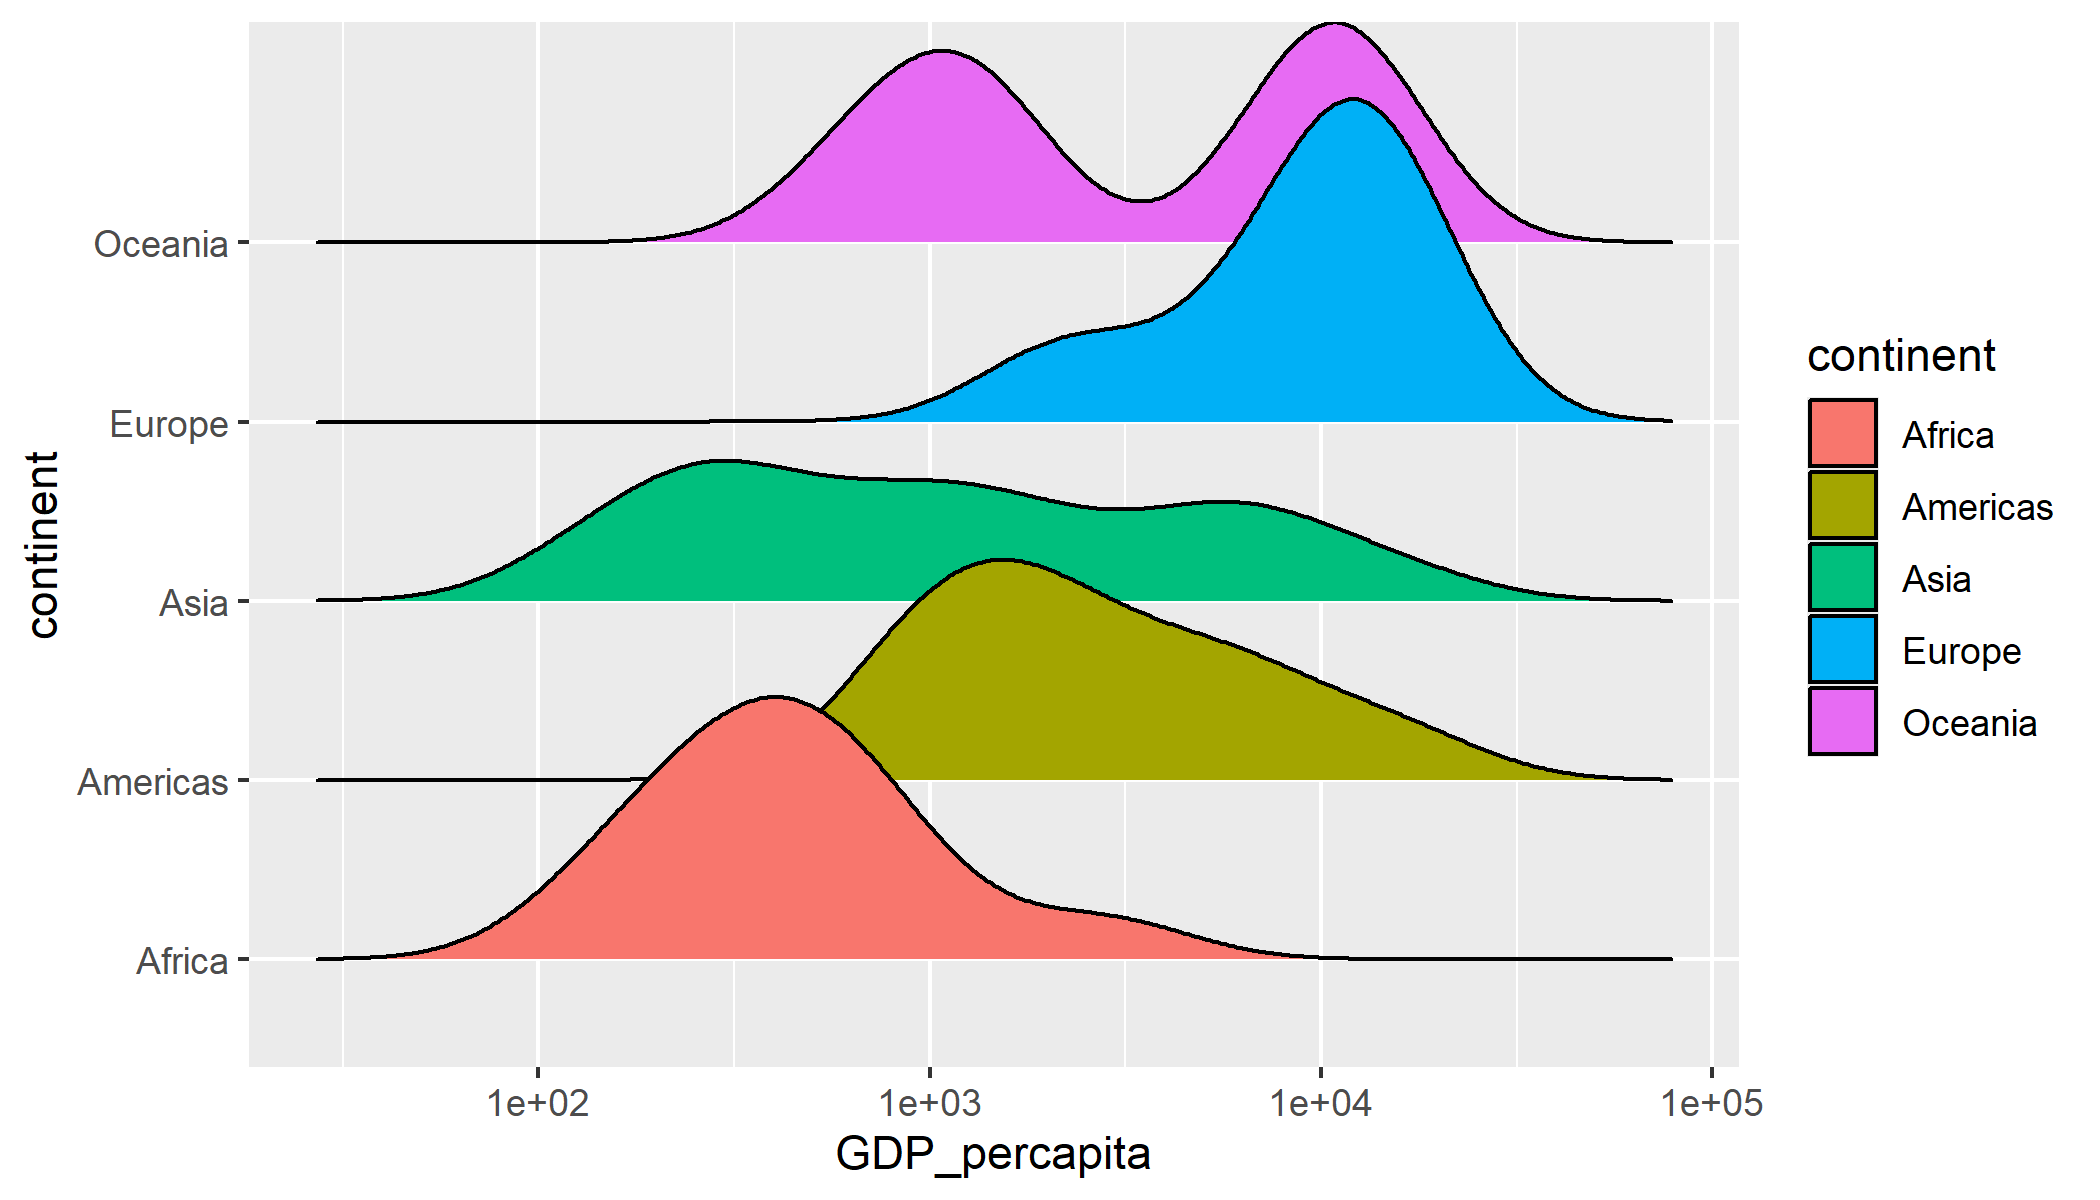 Oceania
Europe
Asia
Americas
Africa
continent
1e+02 1e+03 1e+04 1e+05
GDP_percapita
continent
Africa
Americas
Asia
Europe
Oceania